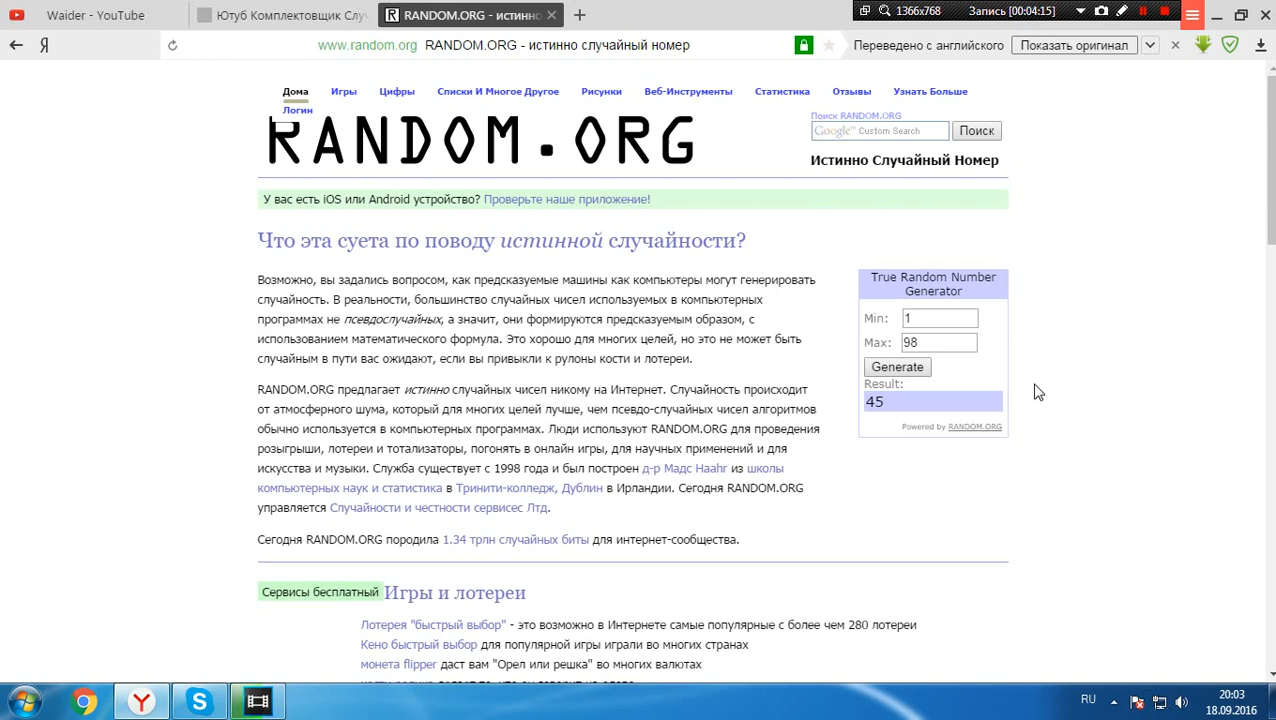 Waider - YouTube
Ютуб Комплектовщик Слу
RANDOM.ORG - истинно
1366x768
Запись [00:04:15]
Я
www.random.org RANDOM.ORG - истинно случайный номер
Переведено с английского
Показать оригинал
Дома Игры Цифры Списки И Многое Другое Рисунки Веб-Инструменты Статистика Отзывы Узнать Больше
Логин
Поиск RANDOM.ORG
RANDOM.ORG
Google™ Custom Search
Поиск
Истинно Случайный Номер
У вас есть iOS или Android устройство? Проверьте наше приложение!
Что эта суета по поводу истинной случайности?
Возможно, вы задались вопросом, как предсказуемые машины как компьютеры могут генерировать
случайность. В реальности, большинство случайных чисел используемых в компьютерных
программах не псевдослучайных, а значит, они формируются предсказуемым образом, с
использованием математического формула. Это хорошо для многих целей, но это не может быть
случайным в пути вас ожидают, если вы привыкли к рулоны кости и лотереи.
RANDOM.ORG предлагает истинно случайных чисел никому на Интернет. Случайность происходит
от атмосферного шума, который для многих целей лучше, чем псевдо-случайных чисел алгоритмов
обычно используется в компьютерных программах. Люди используют RANDOM.ORG для проведения
розыгрыши, лотереи и тотализаторы, погонять в онлайн игры, для научных применений и для
искусства и музыки. Служба существует с 1998 года и был построен д-р Мадс Haahr из школы
компьютерных наук и статистика в Тринити-колледж, Дублин в Ирландии. Сегодня RANDOM.ORG
управляется Случайности и честности сервисес Лтд.
Сегодня RANDOM.ORG породила 1.34 трлн случайных биты для интернет-сообщества.
True Random Number
Generator
Min: 1
Max: 98
Generate
Result:
45
Powered by RANDOM.ORG
Сервисы бесплатный
Игры и лотереи
Лотерея "быстрый выбор" - это возможно в Интернете самые популярные с более чем 280 лотереи
Кено быстрый выбор для популярной игры играли во многих странах
монета flipper даст вам "Орел или решка" во многих валютах
RU
20:03
18.09.2016